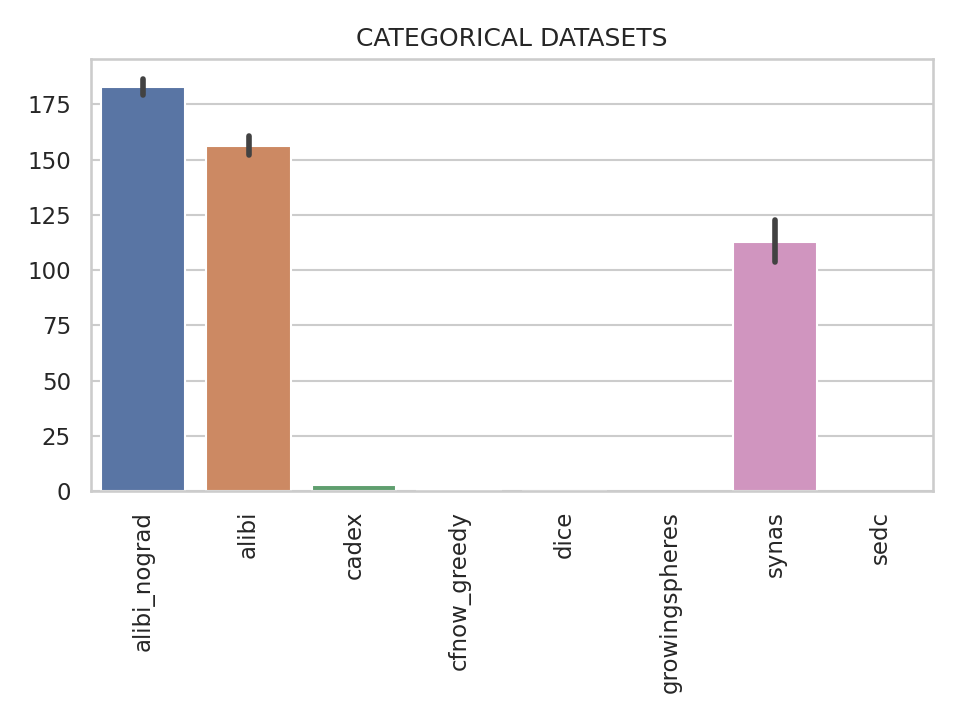 CATEGORICAL DATASETS
175
150
125
100
75
50
25
0
alibi_nograd
alibi
cadex
cfnow_greedy
dice
growingspheres
synas
sedc